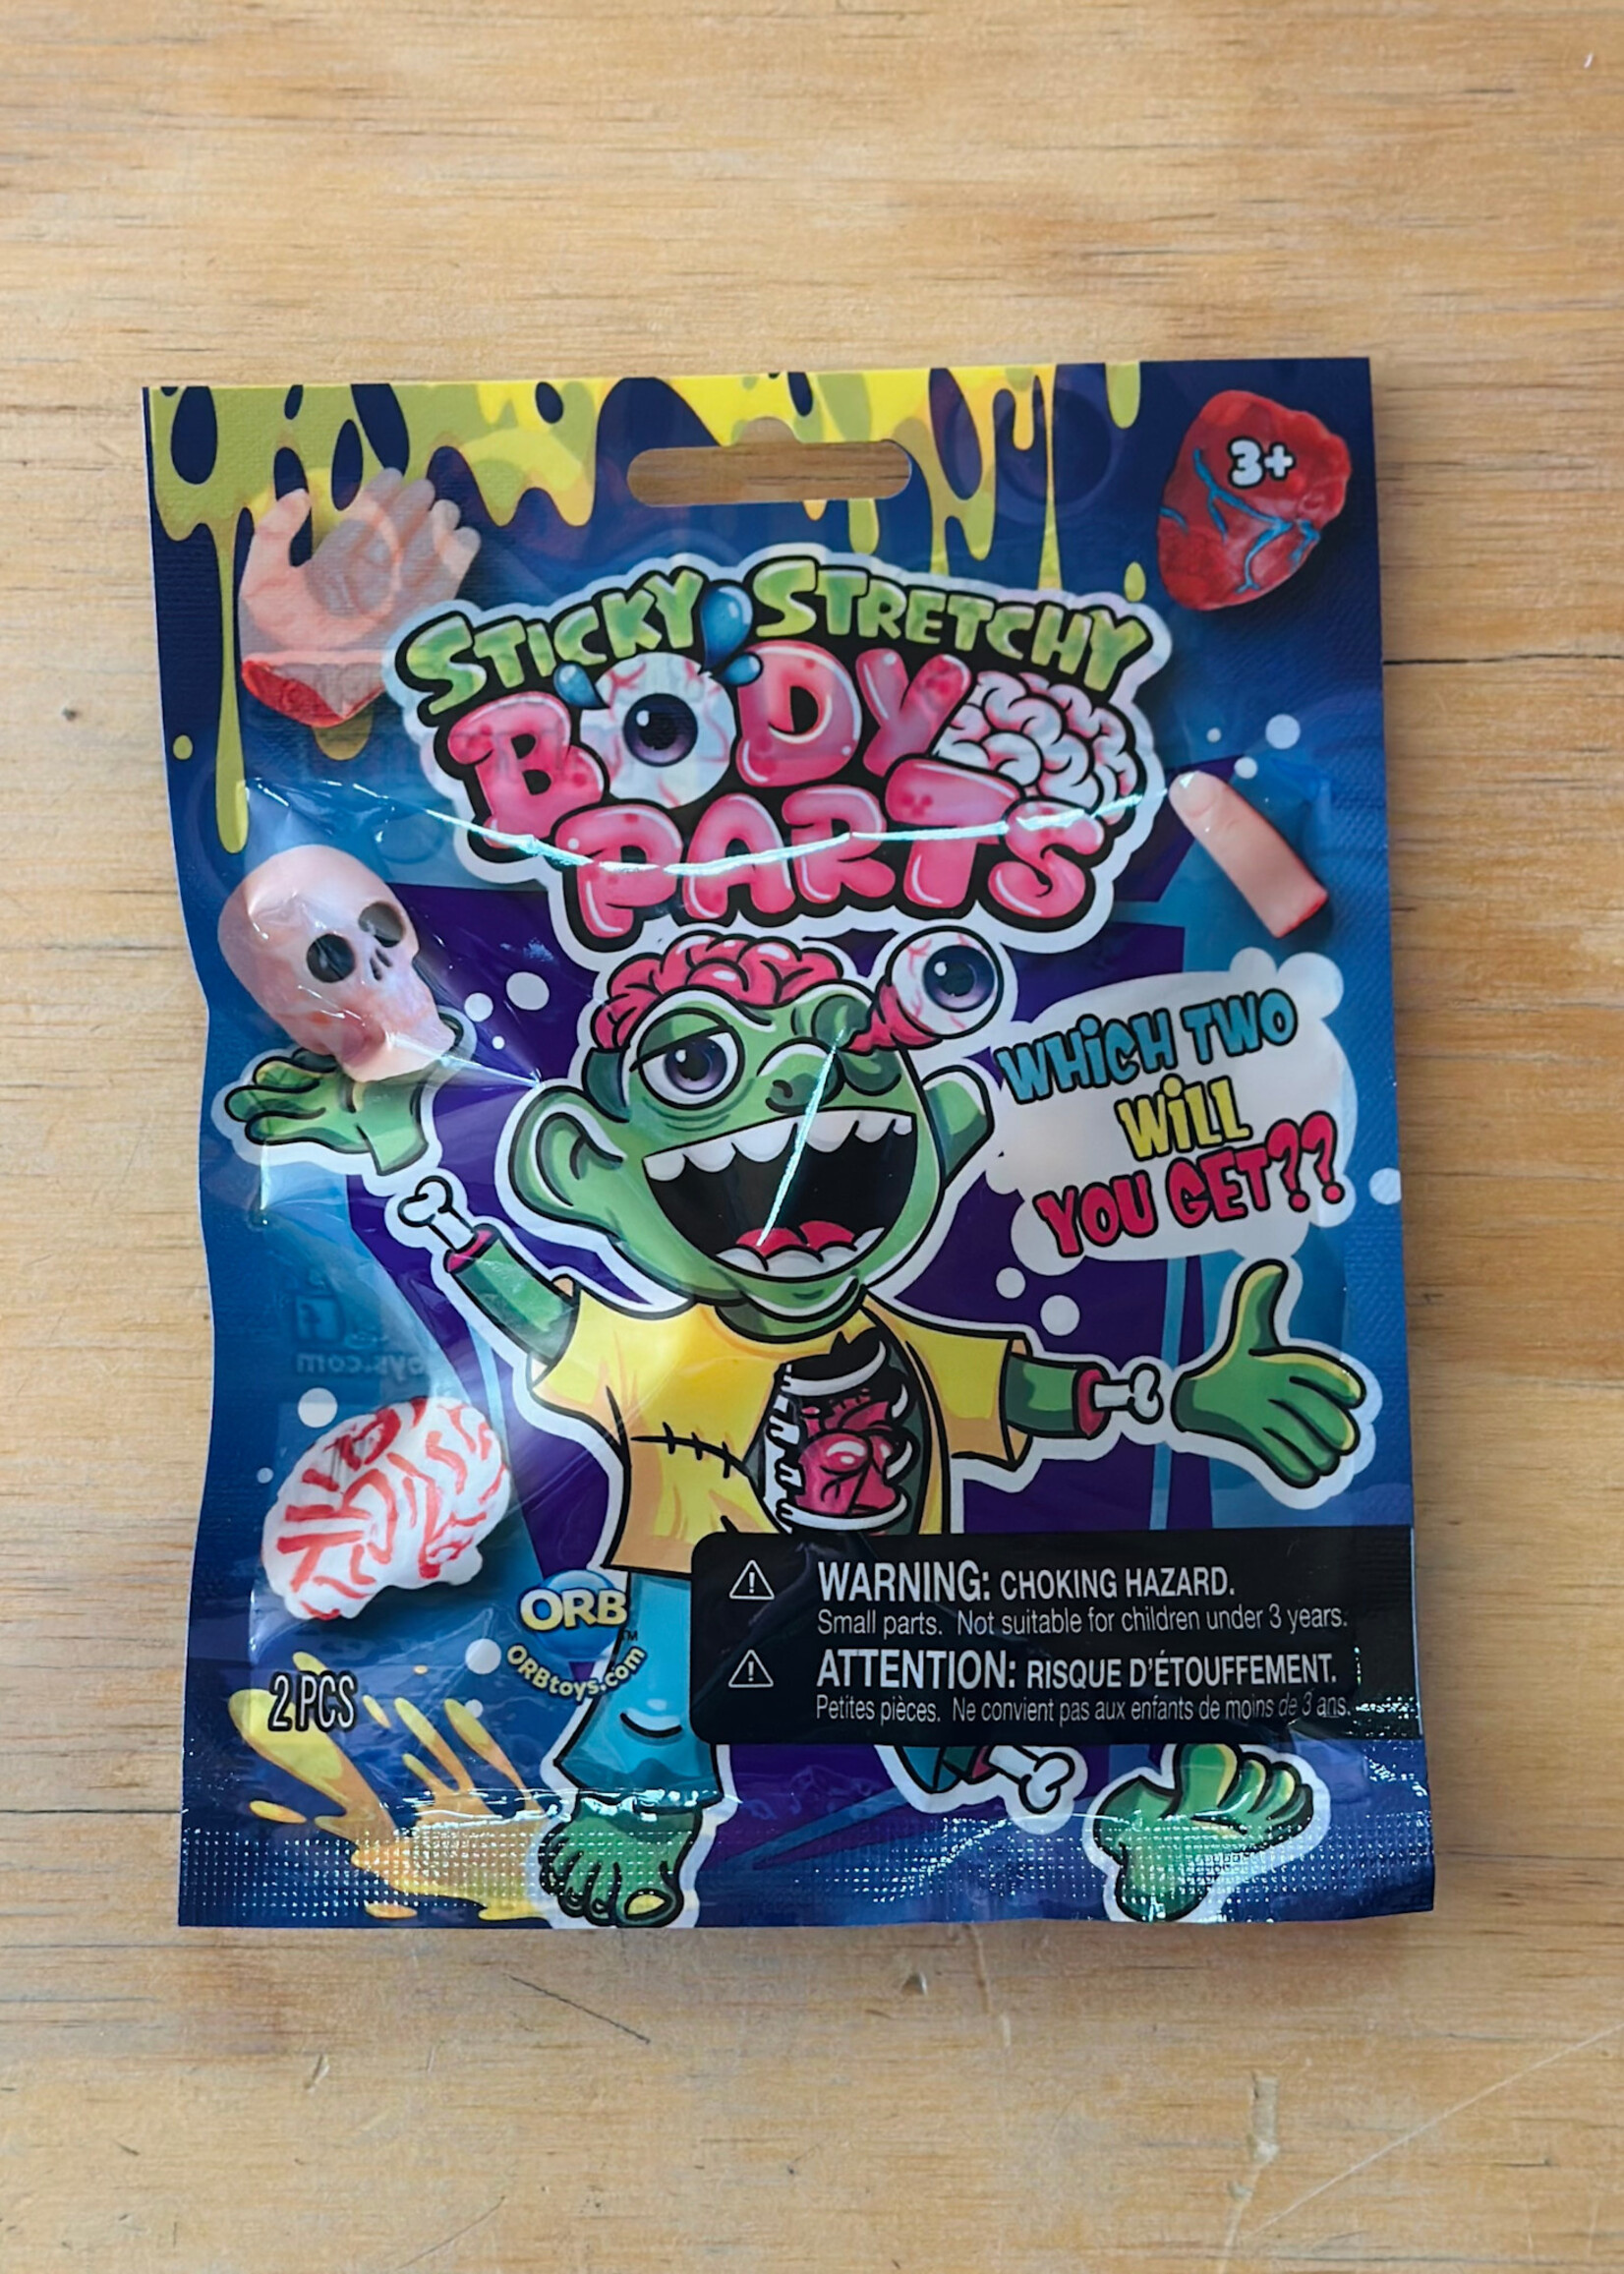 3+
STICKY STRETCHY
BODY
PARTS
WHICH TWO
WILL
YOU GET??
ORB™
ORBtoys.com
2 PCS
WARNING: CHOKING HAZARD.
Small parts. Not suitable for children under 3 years.
ATTENTION: RISQUE D'ÉTOUFFEMENT.
Petites pièces. Ne convient pas aux enfants de moins de 3 ans.